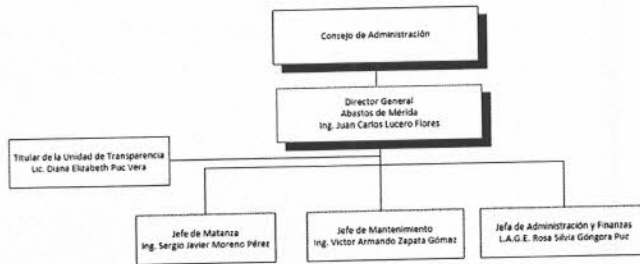 Consejo de Administración
Director General
Abastos de Mérida
Ing. Juan Carlos Lucero Flores
Titular de la Unidad de Transparencia
Lic. Diana Elizabeth Puc Vera
Jefe de Matanza
Ing. Sergio Javier Moreno Pérez
Jefe de Mantenimiento
Ing. Victor Armando Zapata Gómaz
Jefa de Administración y Finanzas
L.A.G.E. Rosa Silvia Góngora Puc